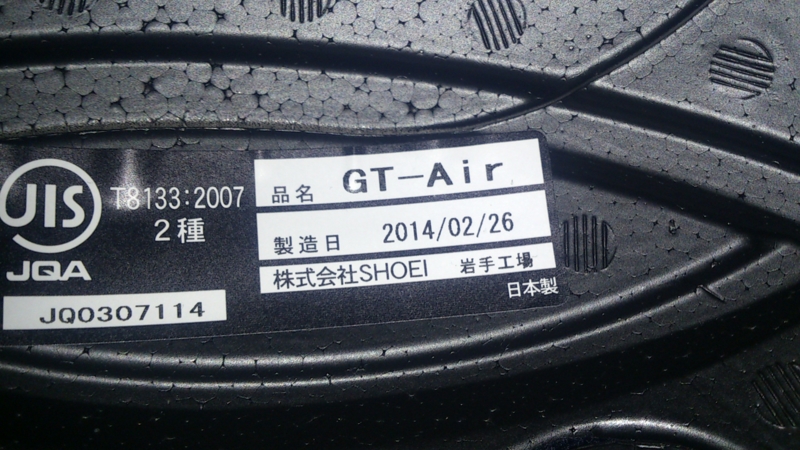 JIS
JQA
T8133:2007
2種
JQ0307114
品名 GT-Air
製造日 2014/02/26
株式会社SHOEI 岩手工場
日本製